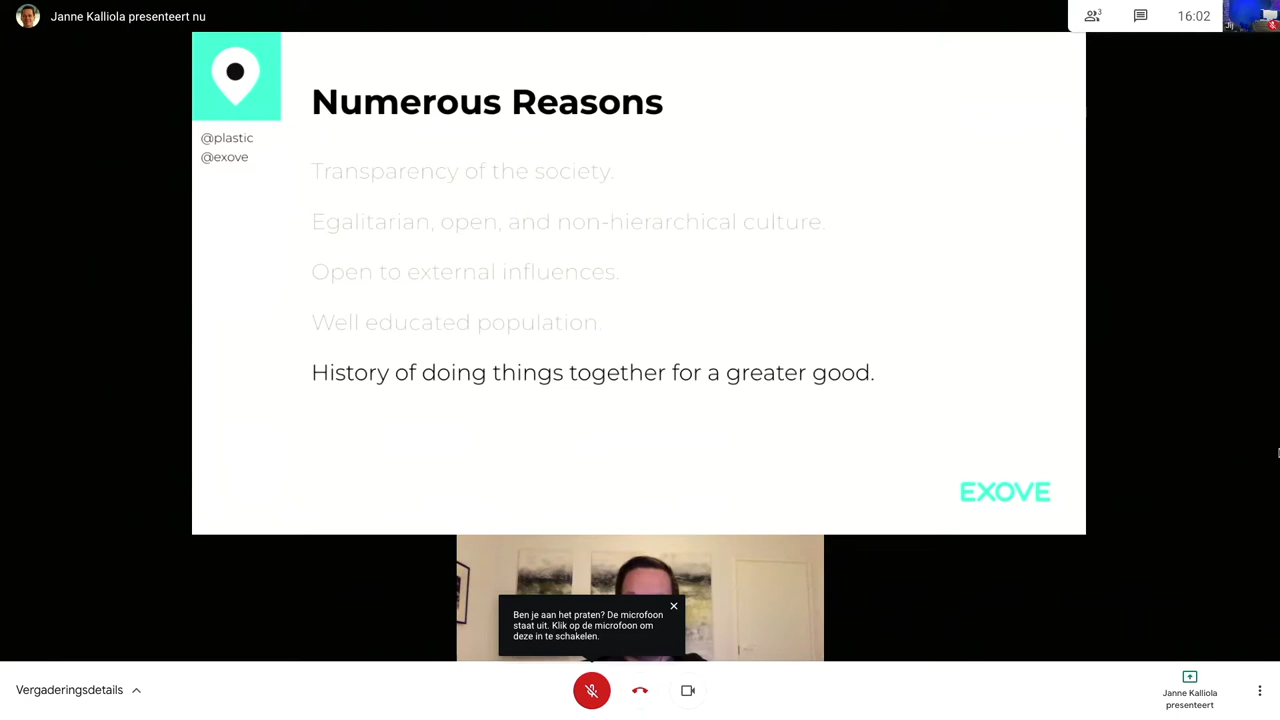 Janne Kalliola presenteert nu
3
16:02
Jij
@plastic
@exove
Numerous Reasons
Transparency of the society.
Egalitarian, open, and non-hierarchical culture.
Open to external influences.
Well educated population.
History of doing things together for a greater good.
EXOVE
Ben je aan het praten? De microfoon
staat uit. Klik op de microfoon om
deze in te schakelen.
Vergaderingsdetails
Janne Kalliola
presenteert